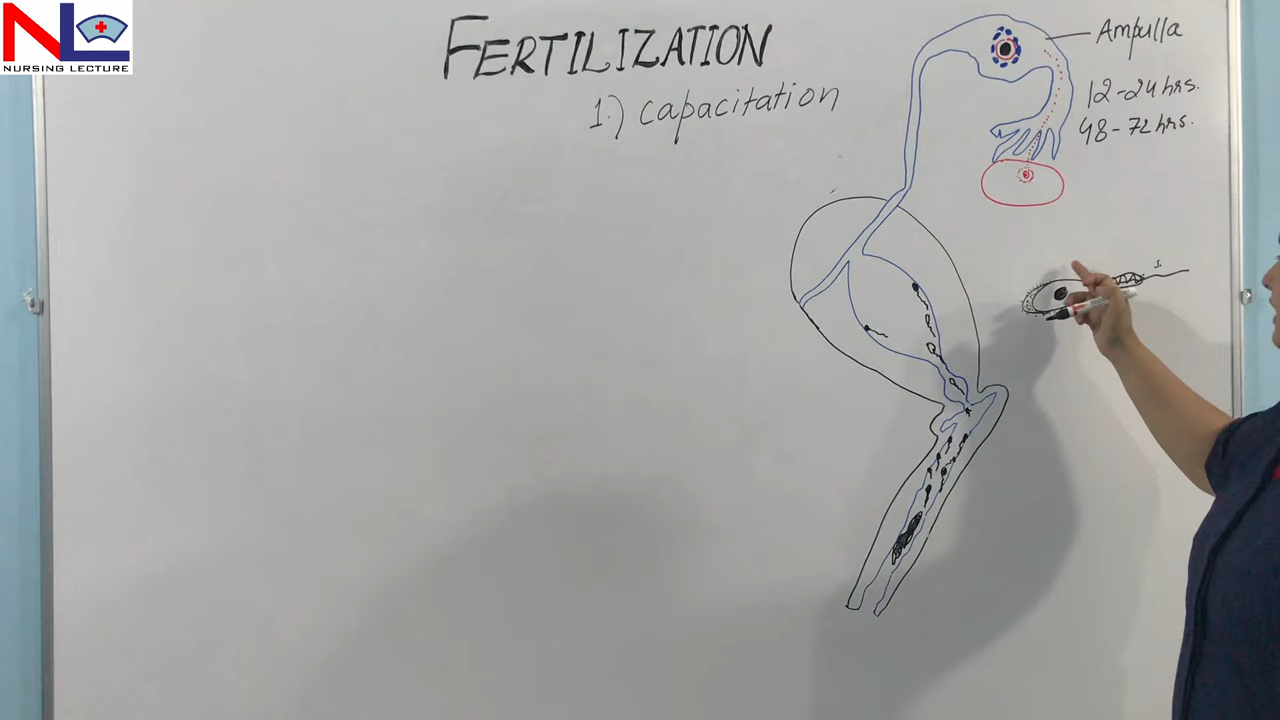 NL
NURSING LECTURE
FERTILIZATION
1.) capacitation
Ampulla
12-24 hrs.
48-72 hrs.